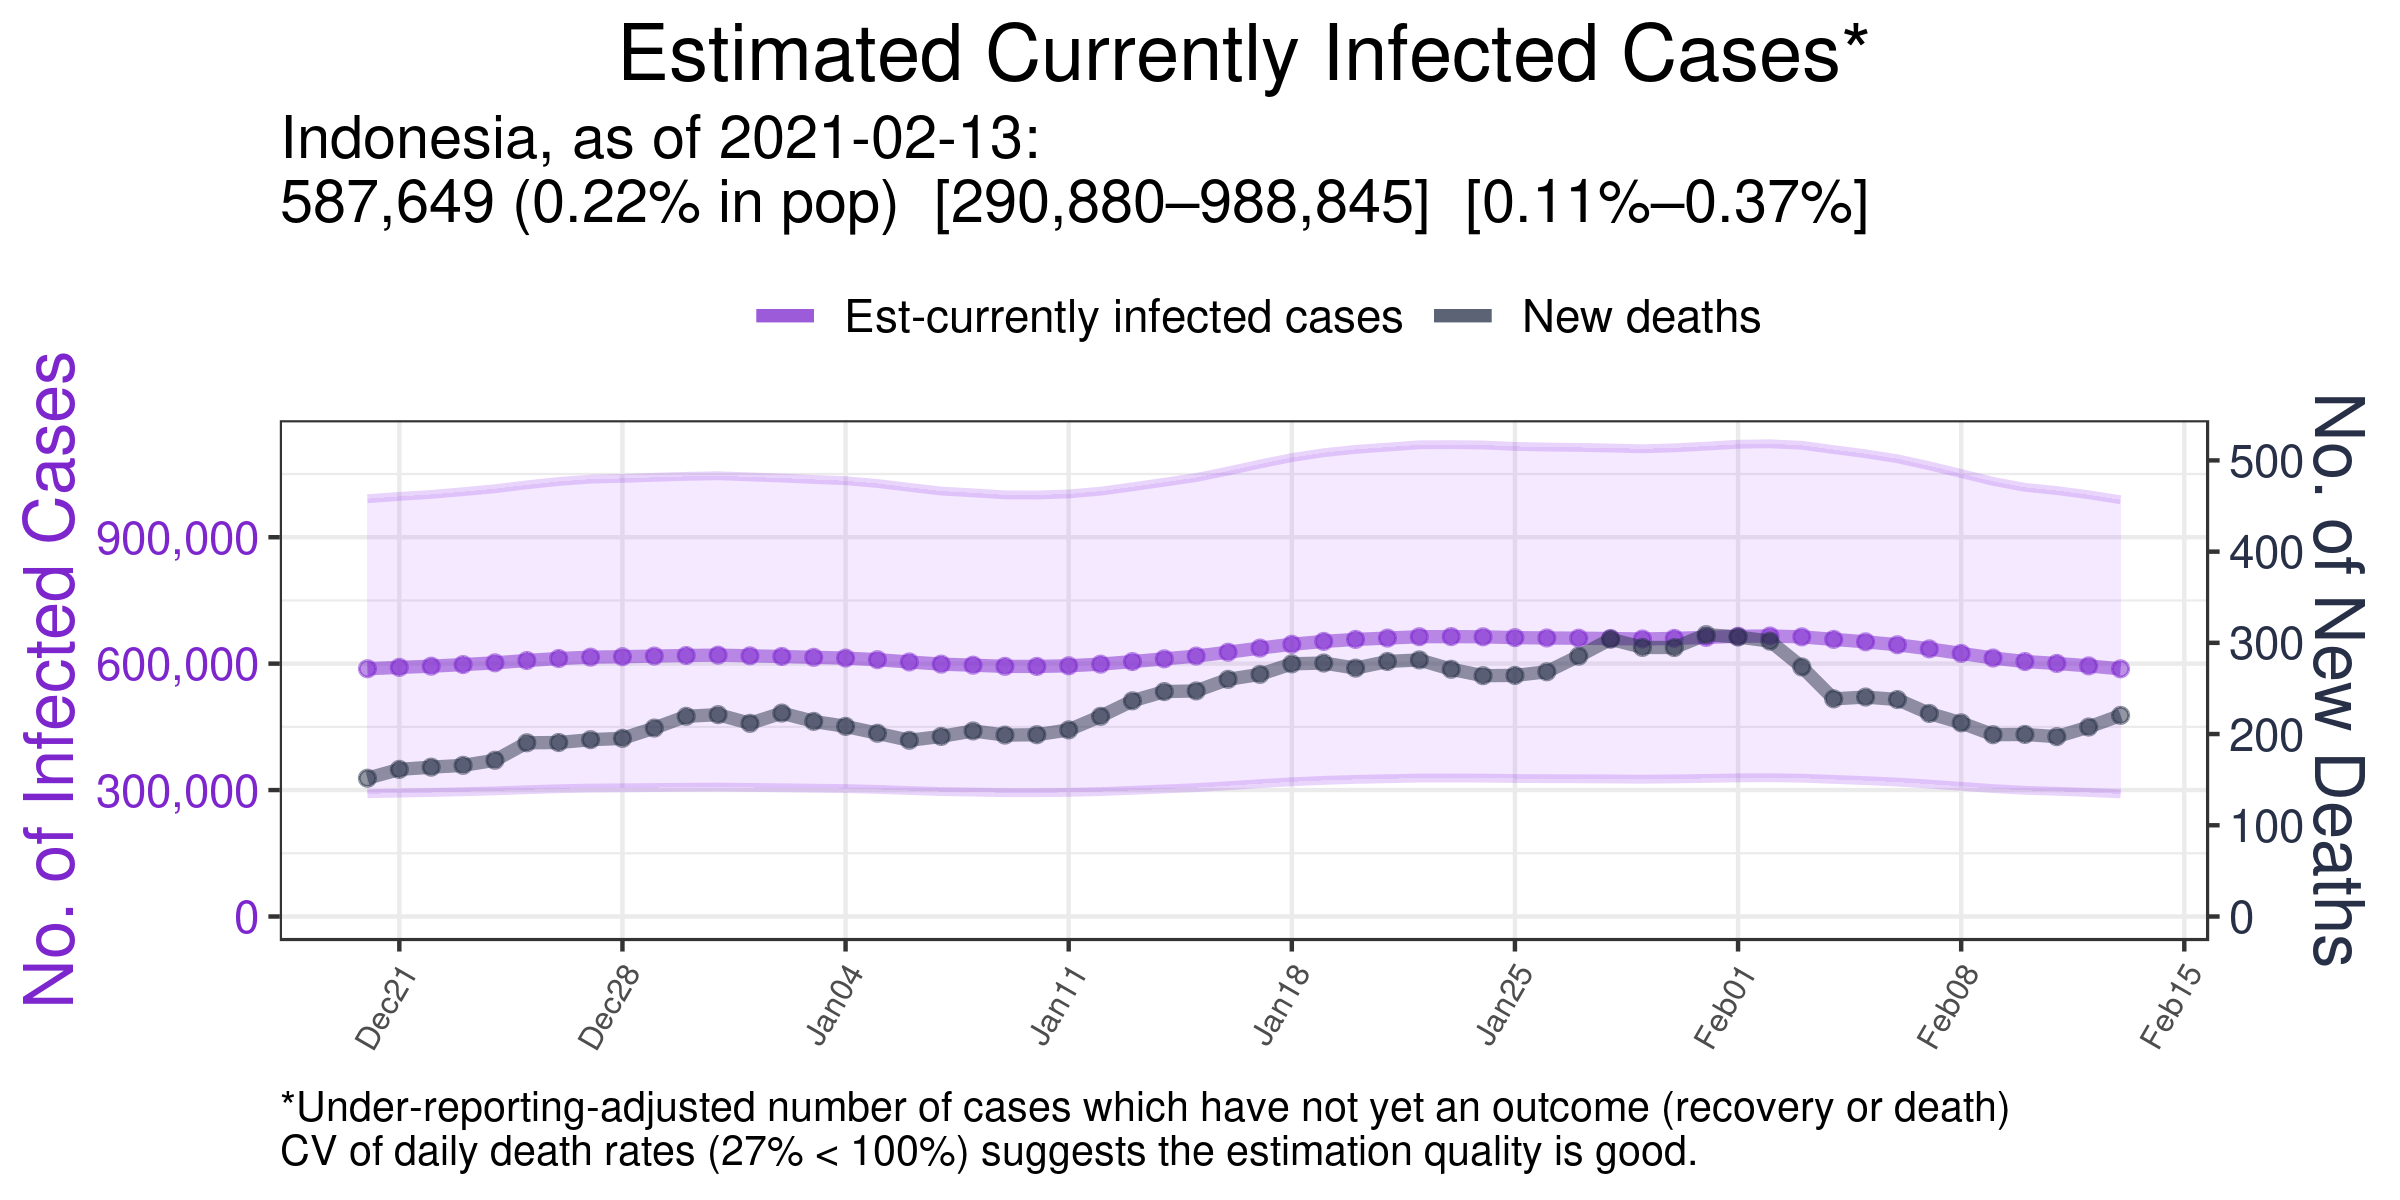 Estimated Currently Infected Cases*
Indonesia, as of 2021-02-13:
587,649 (0.22% in pop) [290,880–988,845] [0.11%–0.37%]
Est-currently infected cases
New deaths
No. of Infected Cases
900,000
600,000
300,000
0
500
400
300
200
100
0
No. of New Deaths
Dec21
Dec28
Jan04
Jan11
Jan18
Jan25
Feb01
Feb08
Feb15
*Under-reporting-adjusted number of cases which have not yet an outcome (recovery or death)
CV of daily death rates (27% < 100%) suggests the estimation quality is good.